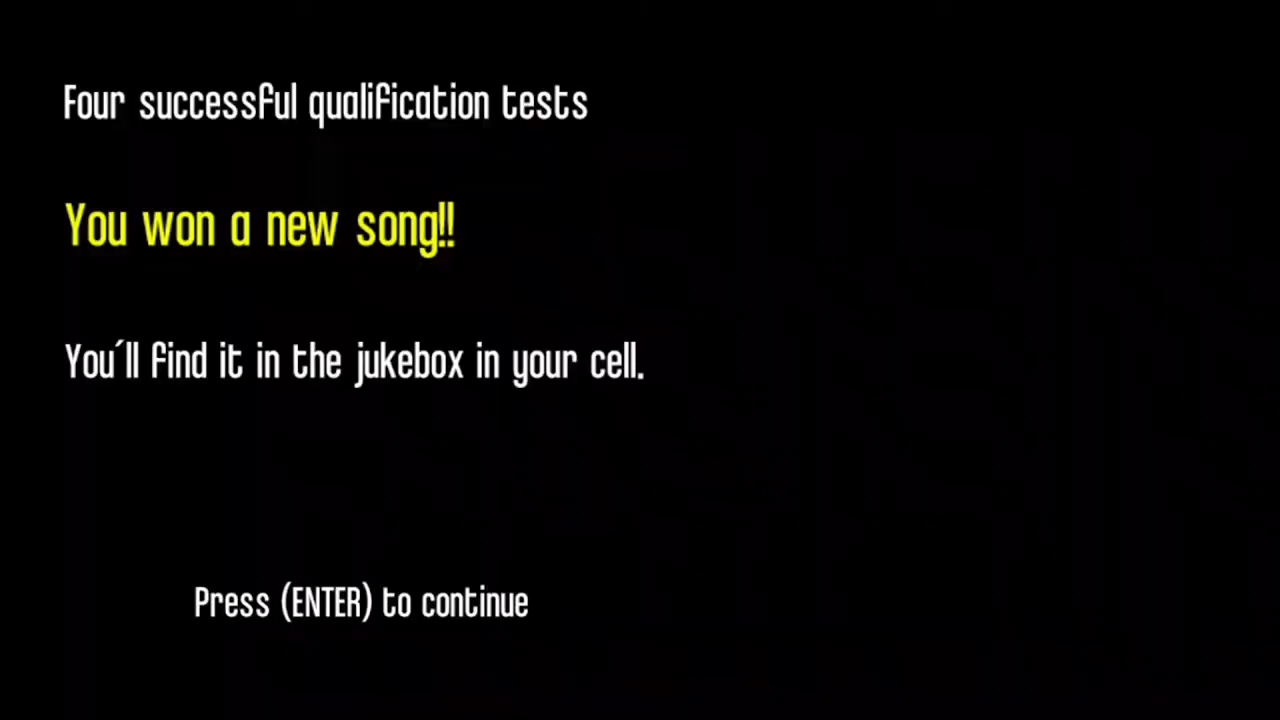 Four successful qualification tests
You won a new song!!
You´ll find it in the jukebox in your cell.
Press (ENTER) to continue